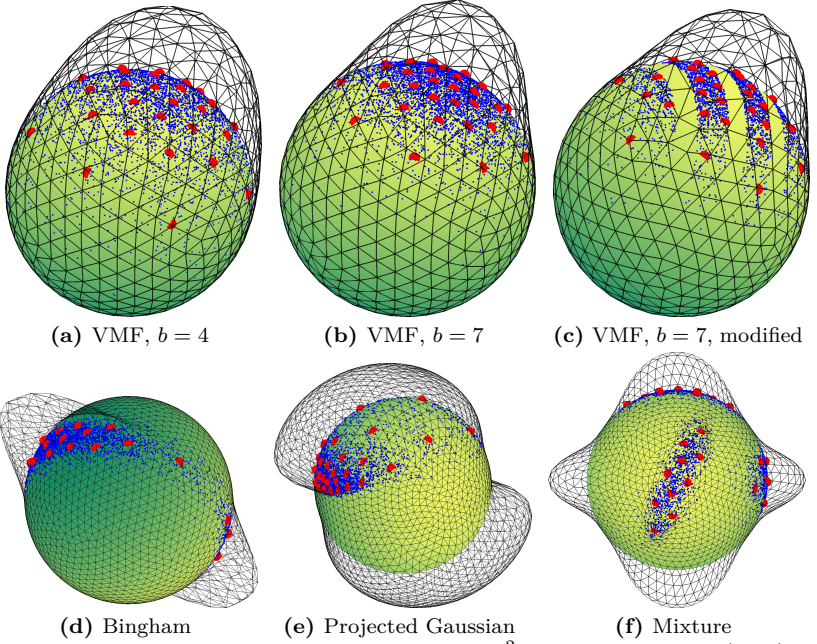 (a) VMF, b = 4
(b) VMF, b = 7
(c) VMF, b = 7, modified
(d) Bingham
(e) Projected Gaussian
(f) Mixture